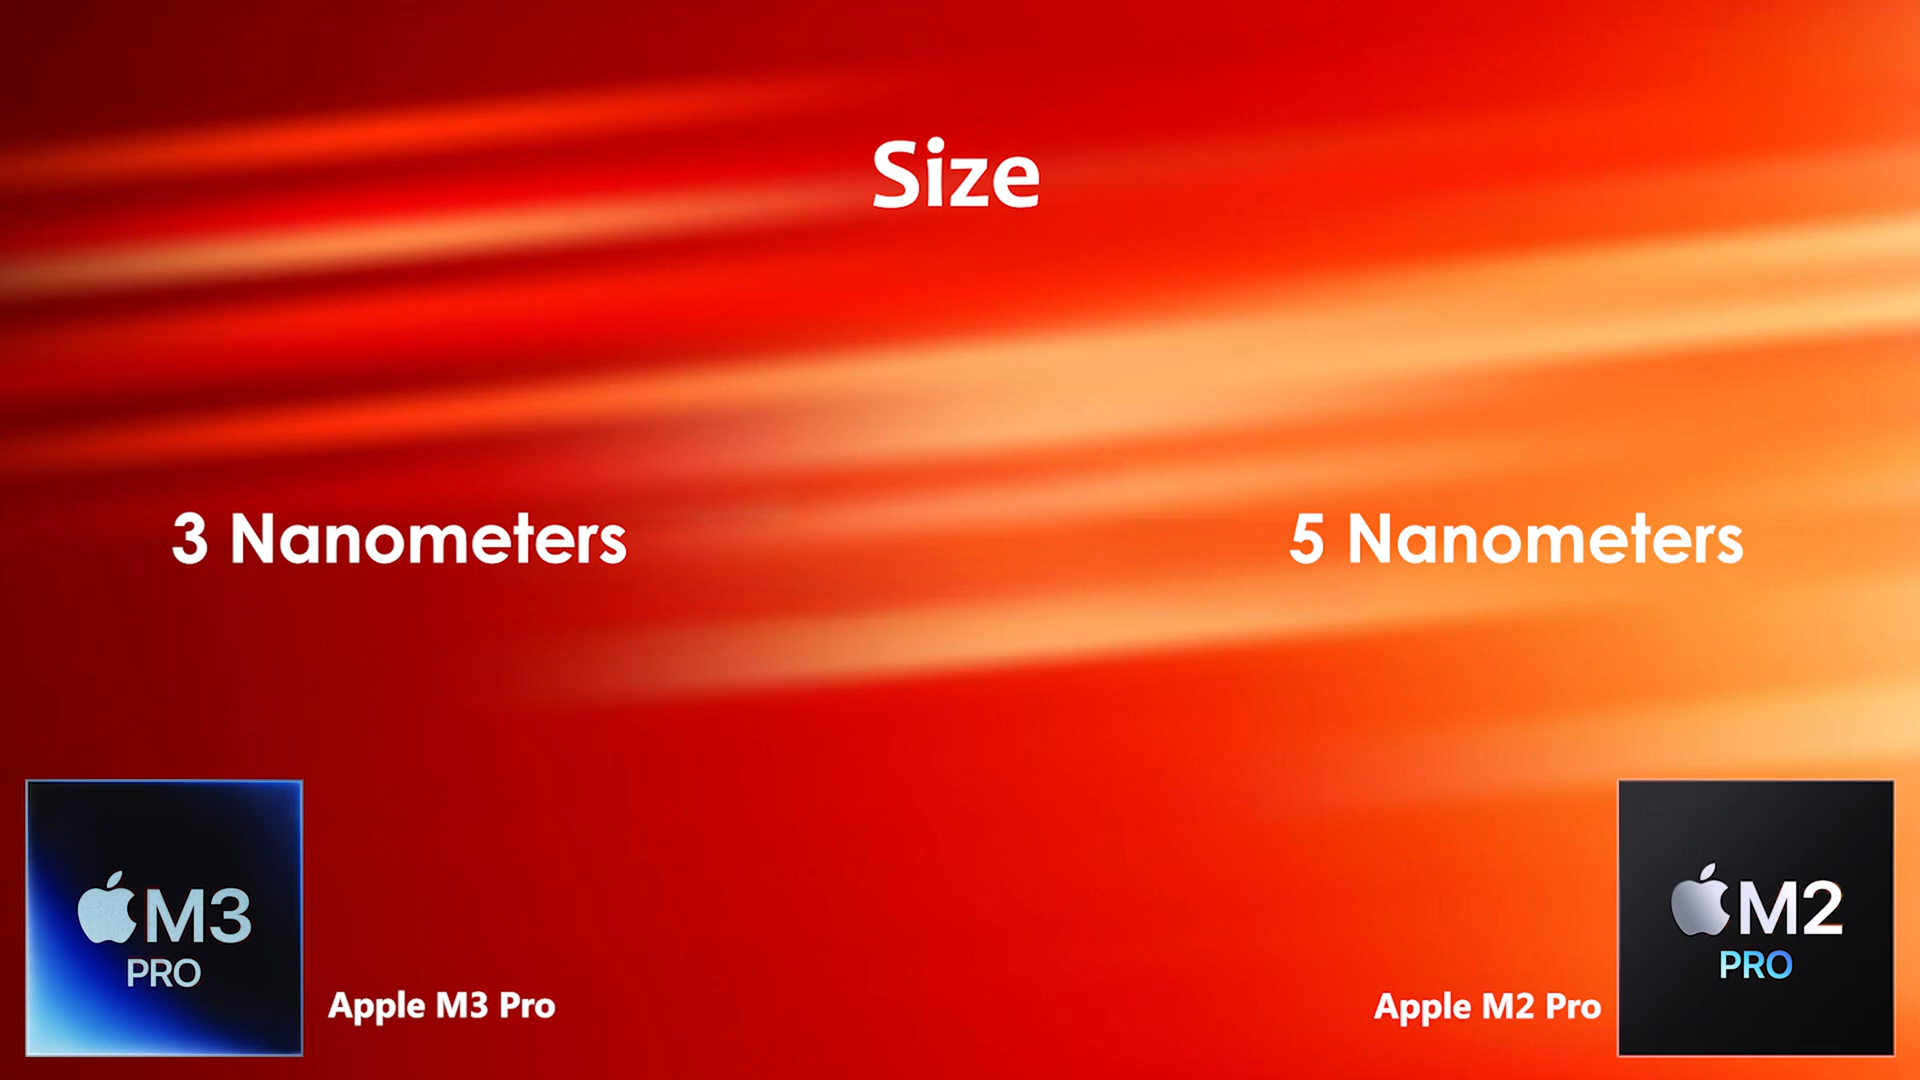 Size
3 Nanometers
5 Nanometers
M3
PRO
Apple M3 Pro
Apple M2 Pro
M2
PRO